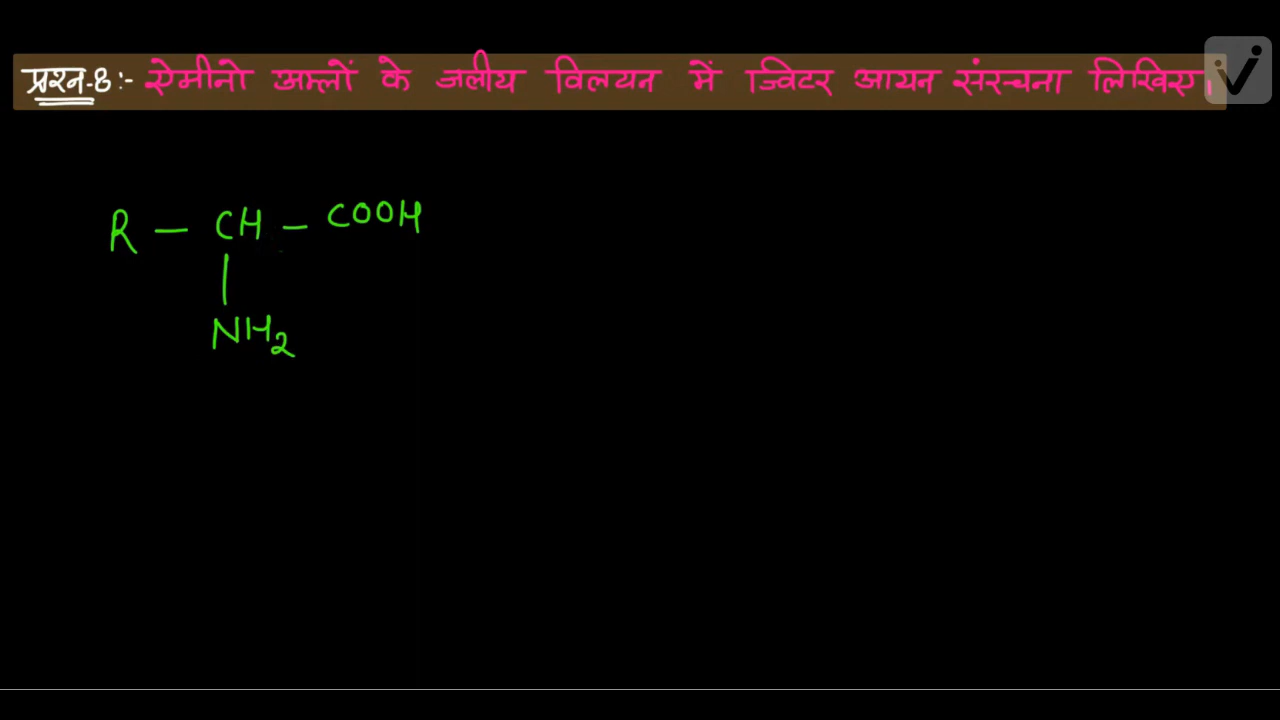 प्रश्न-8:- ऐमीनो अम्लों के जलीय विलयन में ज्विटर आयन संरचना लिखिए।
R — CH — COOH
|
NH2